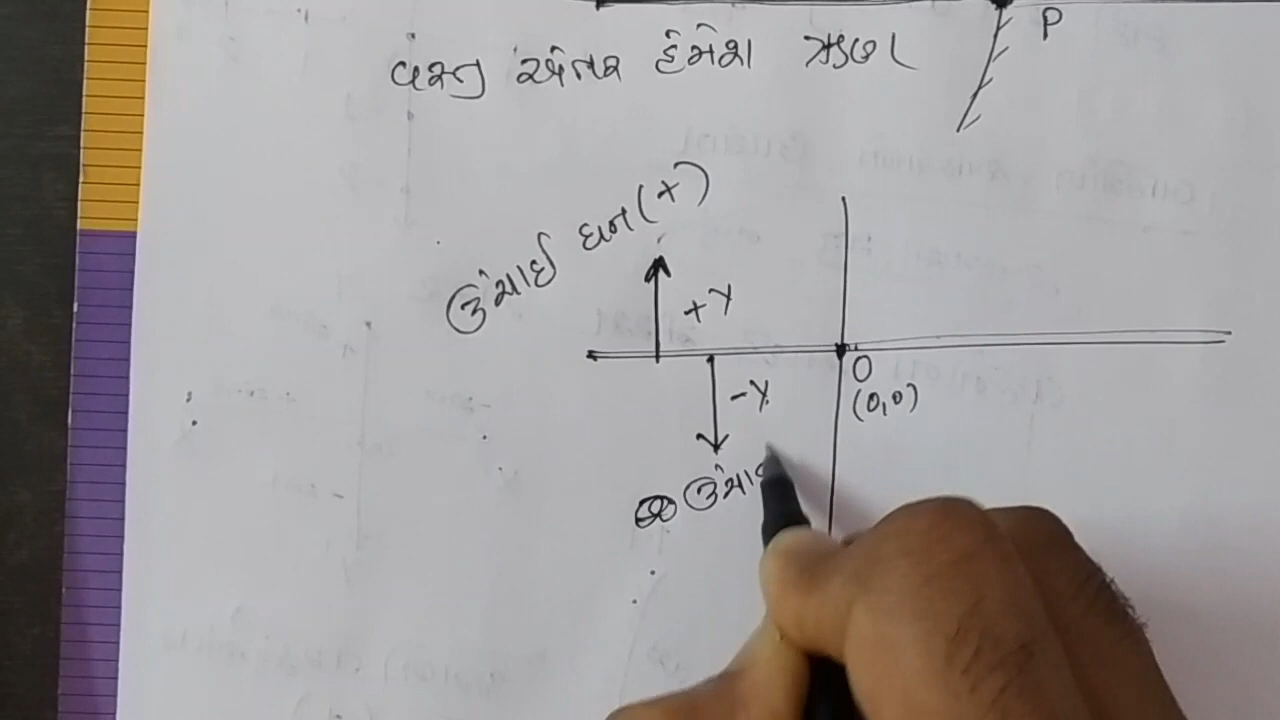 P
વસ્તુ અંતર હંમેશા ઋણ
ઉંચાઈ ધન (+)
+Y
-Y
O
(0,0)
ઉંચા